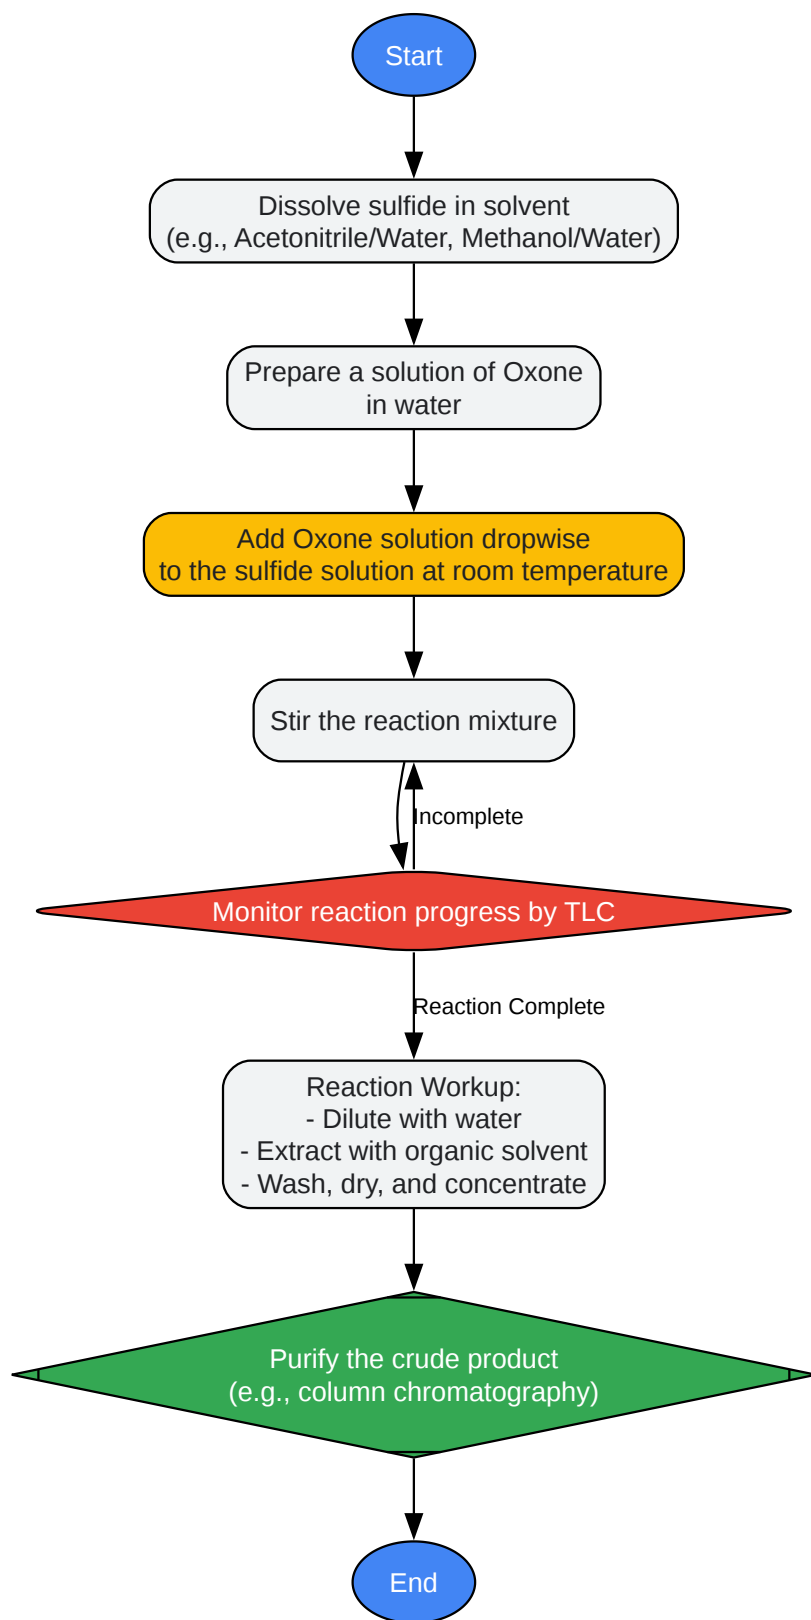 Start
Dissolve sulfide in solvent
(e.g., Acetonitrile/Water, Methanol/Water)
Prepare a solution of Oxone
in water
Add Oxone solution dropwise
to the sulfide solution at room temperature
Stir the reaction mixture
Incomplete
Monitor reaction progress by TLC
Reaction Complete
Reaction Workup:
- Dilute with water
- Extract with organic solvent
- Wash, dry, and concentrate
Purify the crude product
(e.g., column chromatography)
End